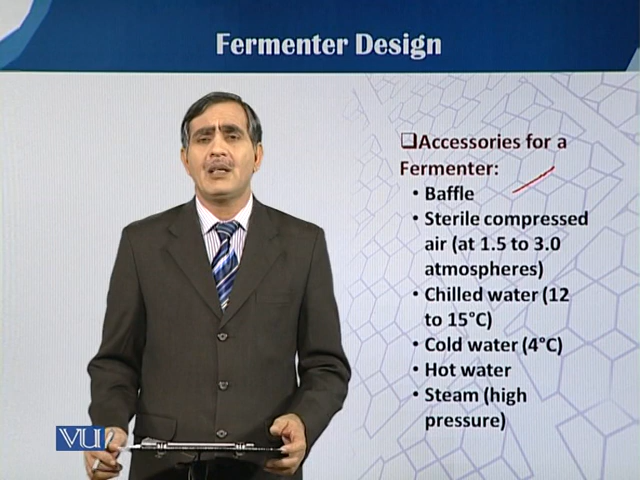 Fermenter Design
❑Accessories for a
Fermenter:
• Baffle
• Sterile compressed
air (at 1.5 to 3.0
atmospheres)
• Chilled water (12
to 15°C)
• Cold water (4°C)
• Hot water
• Steam (high
pressure)
VU